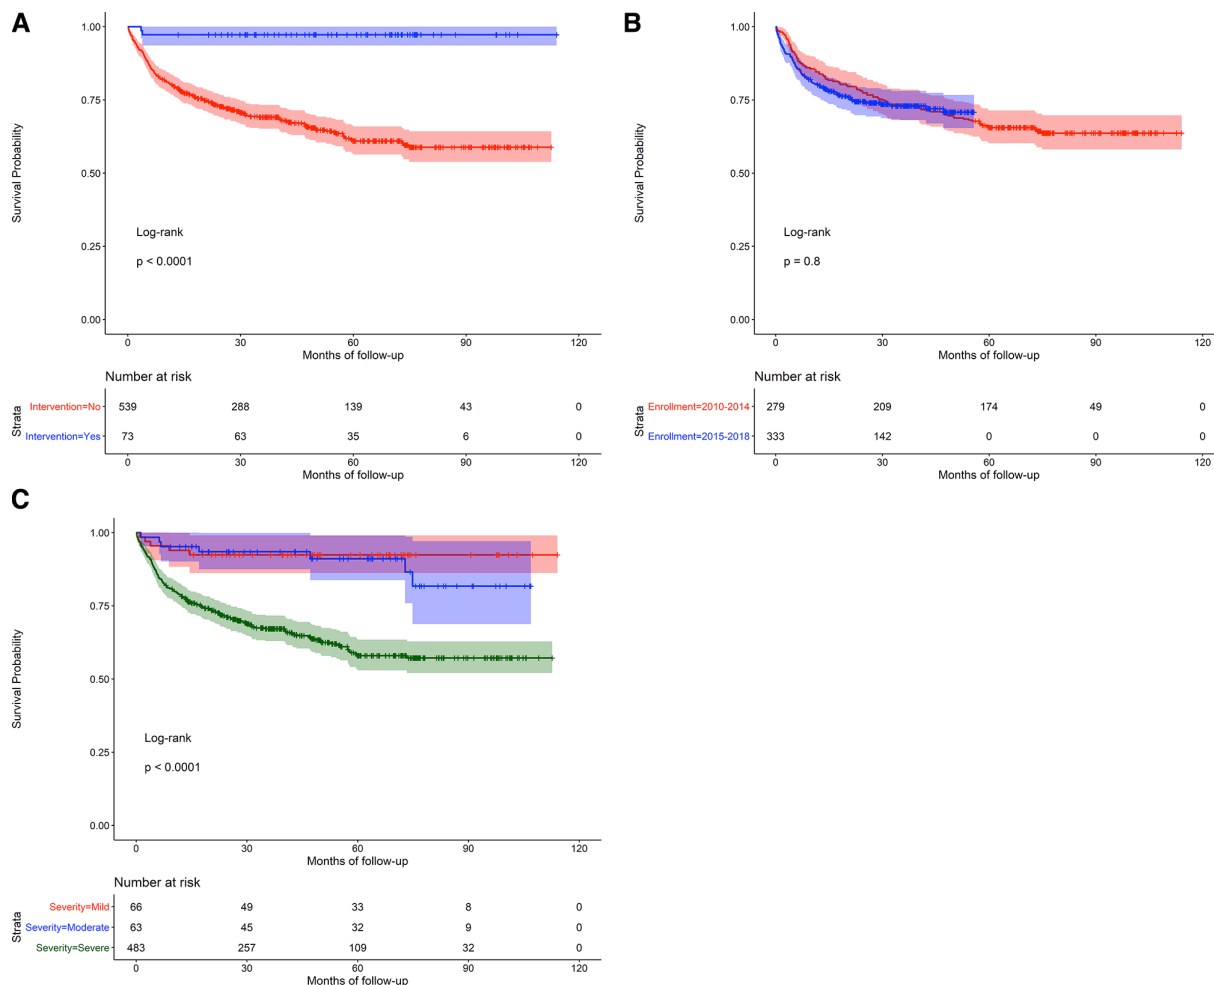 A
1.00
0.75
0.50
0.25
0.00
Survival Probability
Log-rank
p < 0.0001
0 30 60 90 120
Months of follow-up
Number at risk
Strata
Intervention=No 539 288 139 43 0
Intervention=Yes 73 63 35 6 0
0 30 60 90 120
Months of follow-up
B
1.00
0.75
0.50
0.25
0.00
Survival Probability
Log-rank
p = 0.8
0 30 60 90 120
Months of follow-up
Number at risk
Strata
Enrollment=2010-2014 279 209 174 49 0
Enrollment=2015-2018 333 142 0 0 0
0 30 60 90 120
Months of follow-up
C
1.00
0.75
0.50
0.25
0.00
Survival Probability
Log-rank
p < 0.0001
0 30 60 90 120
Months of follow-up
Number at risk
Strata
Severity=Mild 66 49 33 8 0
Severity=Moderate 63 45 32 9 0
Severity=Severe 483 257 109 32 0
0 30 60 90 120
Months of follow-up